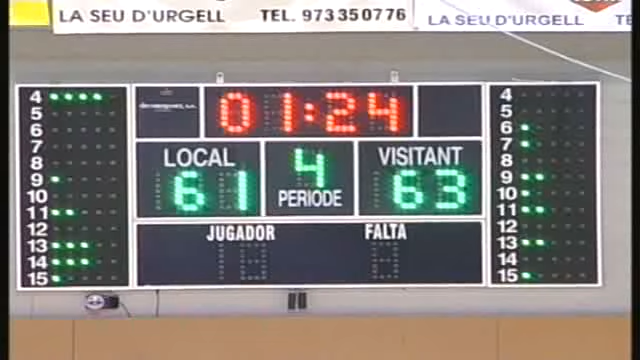 LA SEU D'URGELL TEL. 973350776
LA SEU D'URGELL TE
01:24
LOCAL 4 VISITANT
61 PERIODE 63
JUGADOR FALTA
4 4
5 5
6 6
7 7
8 8
9 9
10 10
11 11
12 12
13 13
14 14
15 15